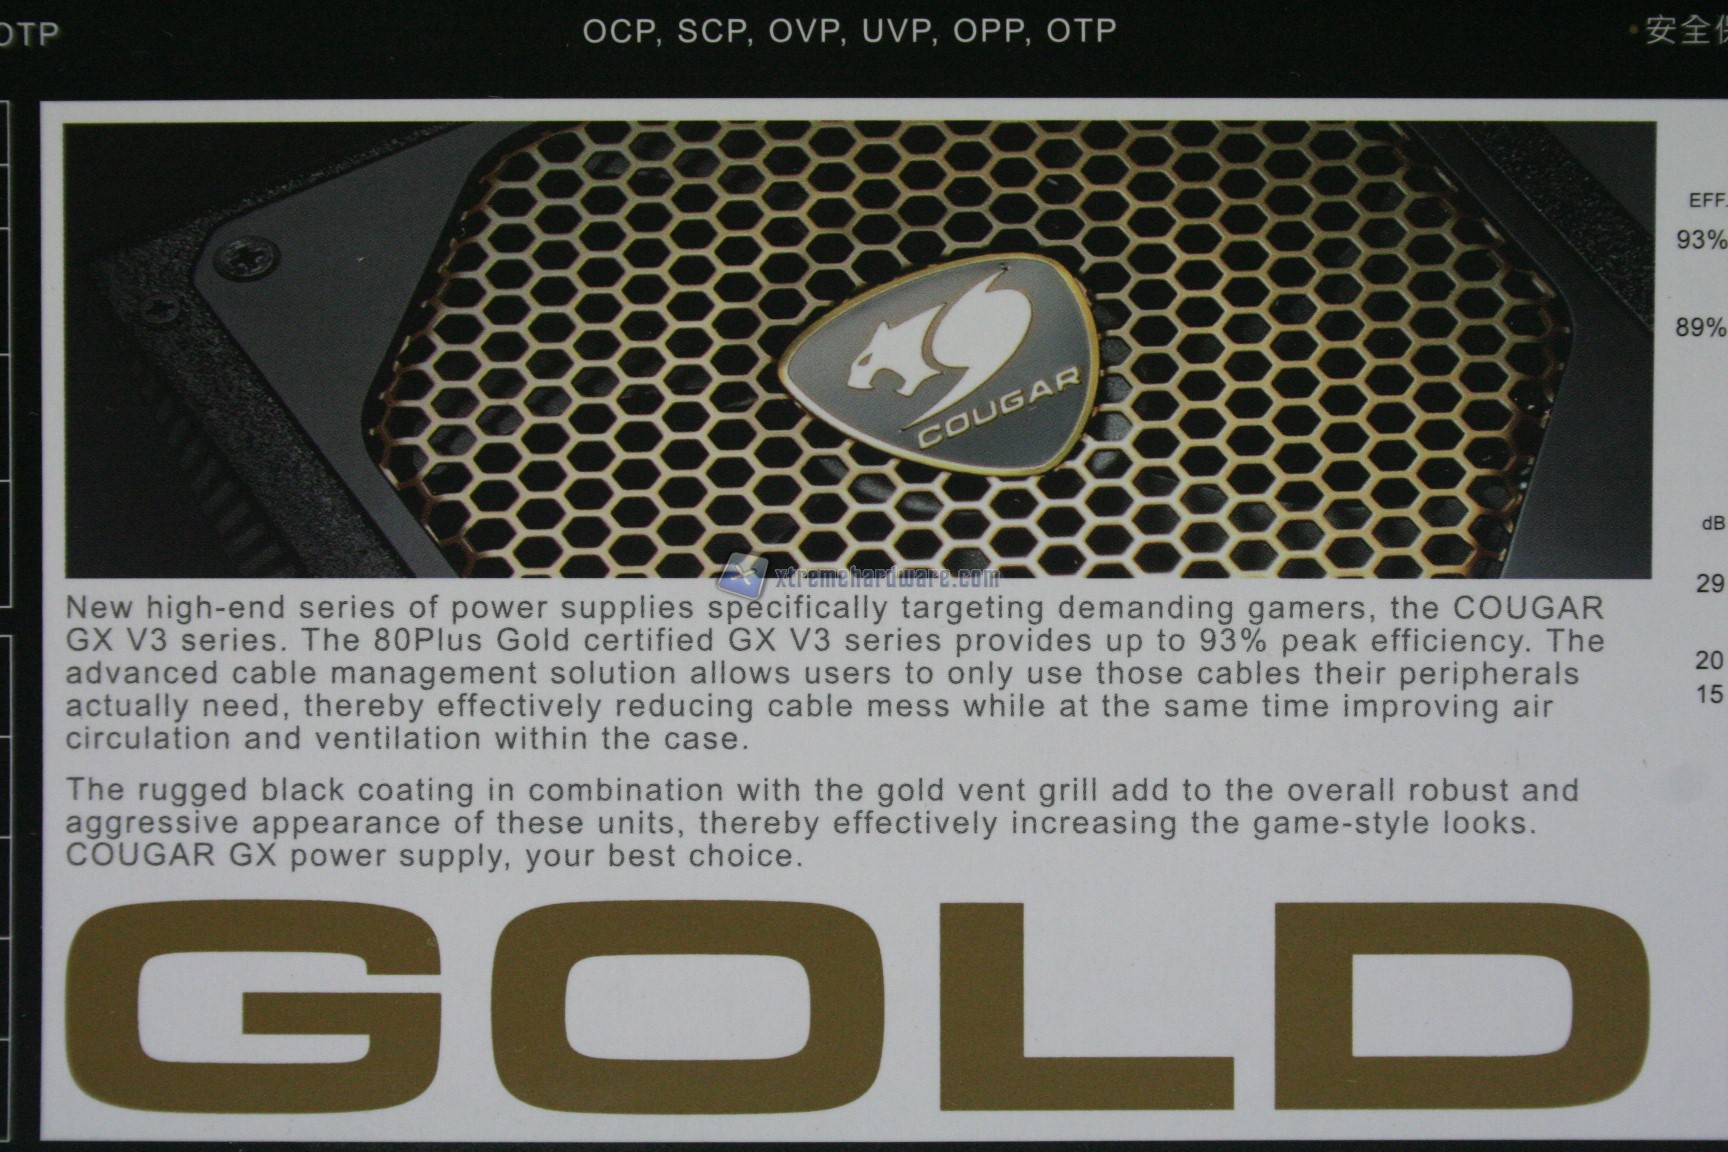 OTP
OCP, SCP, OVP, UVP, OPP, OTP
•安全
EFF.
93%
89%
COUGAR
dB
29
20
15
xtremehardware.com
New high-end series of power supplies specifically targeting demanding gamers, the COUGAR
GX V3 series. The 80Plus Gold certified GX V3 series provides up to 93% peak efficiency. The
advanced cable management solution allows users to only use those cables their peripherals
actually need, thereby effectively reducing cable mess while at the same time improving air
circulation and ventilation within the case.
The rugged black coating in combination with the gold vent grill add to the overall robust and
aggressive appearance of these units, thereby effectively increasing the game-style looks.
COUGAR GX power supply, your best choice.
GOLD